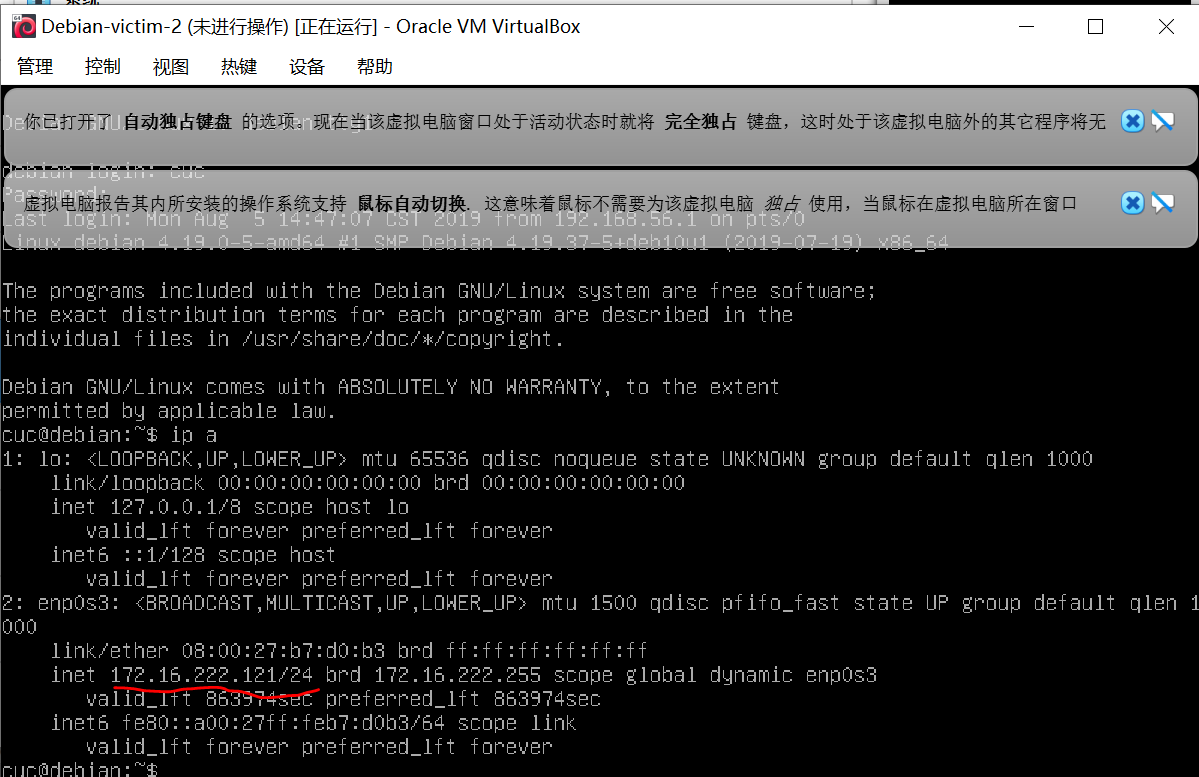 Debian-victim-2 (未进行操作) [正在运行] - Oracle VM VirtualBox
管理 控制 视图 热键 设备 帮助
你已打开了 自动独占键盘 的选项。现在当该虚拟电脑窗口处于活动状态时就将 完全独占 键盘，这时处于该虚拟电脑外的其它程序将无
debian login: cuc
Password:
虚拟电脑报告其内所安装的操作系统支持 鼠标自动切换. 这意味着鼠标不需要为该虚拟电脑 独占 使用，当鼠标在虚拟电脑所在窗口
Last login: Mon Aug  5 14:47:07 CST 2019 from 192.168.56.1 on pts/0
Linux debian 4.19.0-5-amd64 #1 SMP Debian 4.19.37-5+deb10u1 (2019-07-19) x86_64
The programs included with the Debian GNU/Linux system are free software;
the exact distribution terms for each program are described in the
individual files in /usr/share/doc/*/copyright.
Debian GNU/Linux comes with ABSOLUTELY NO WARRANTY, to the extent
permitted by applicable law.
cuc@debian:~$ ip a
1: lo: <LOOPBACK,UP,LOWER_UP> mtu 65536 qdisc noqueue state UNKNOWN group default qlen 1000
link/loopback 00:00:00:00:00:00 brd 00:00:00:00:00:00
inet 127.0.0.1/8 scope host lo
valid_lft forever preferred_lft forever
inet6 ::1/128 scope host
valid_lft forever preferred_lft forever
2: enp0s3: <BROADCAST,MULTICAST,UP,LOWER_UP> mtu 1500 qdisc pfifo_fast state UP group default qlen 1
000
link/ether 08:00:27:b7:d0:b3 brd ff:ff:ff:ff:ff:ff
inet 172.16.222.121/24 brd 172.16.222.255 scope global dynamic enp0s3
valid_lft 863974sec preferred_lft 863974sec
inet6 fe80::a00:27ff:feb7:d0b3/64 scope link
valid_lft forever preferred_lft forever
cuc@debian:~$